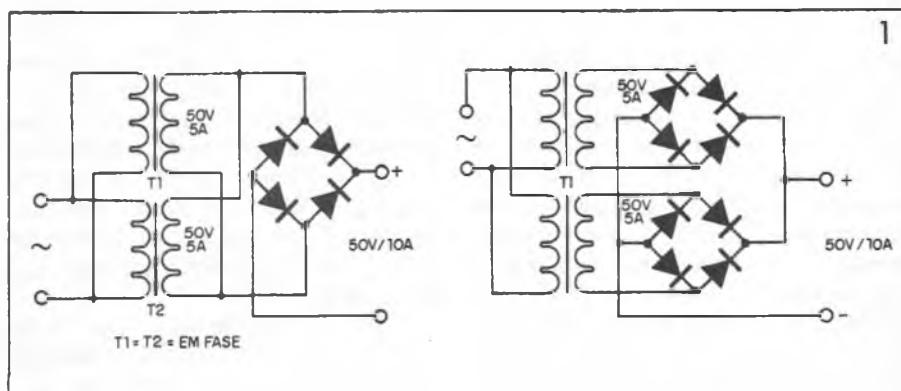 1
50V
5A
T1
50V
5A
T2
~
+
50V/10A
T1=T2=EM FASE
~
50V
5A
T1
50V
5A
+
50V/10A
-